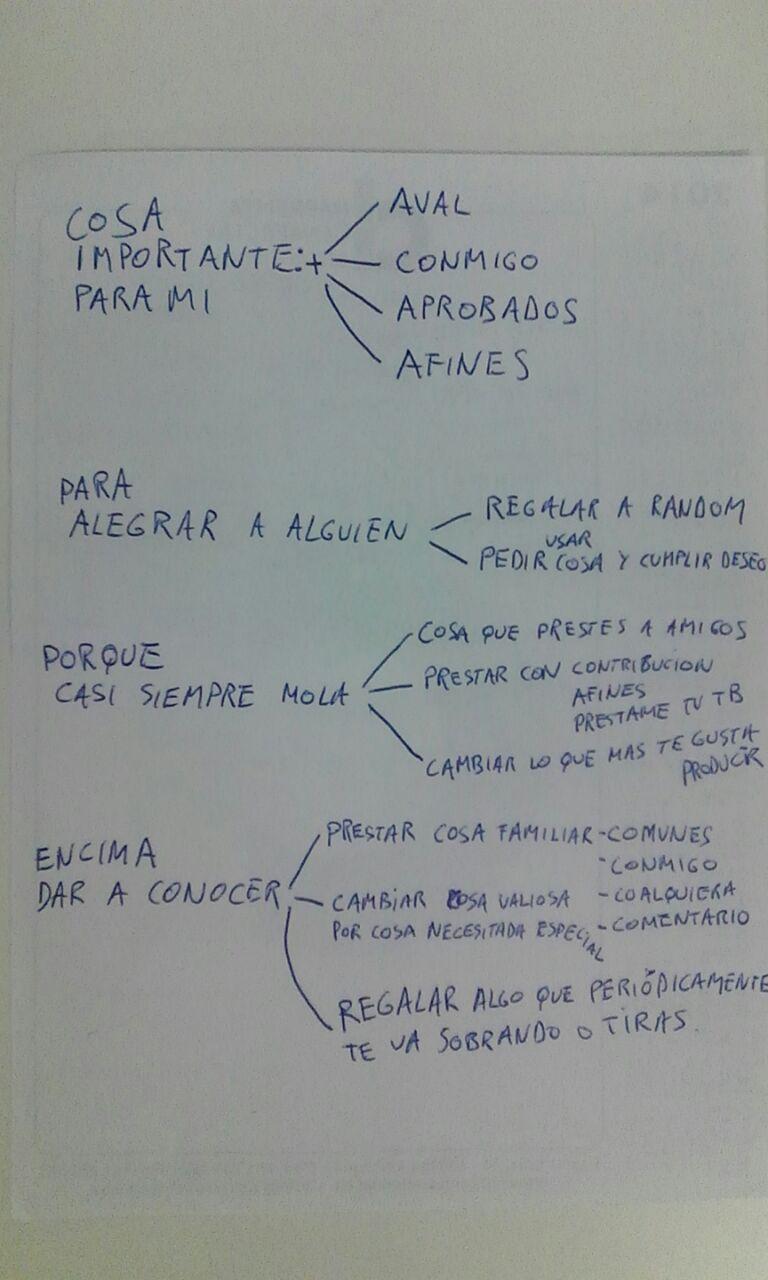 COSA
IMPORTANTE:+
PARA MI
AVAL
CONMIGO
APROBADOS
AFINES
PARA
ALEGRAR A ALGUIEN
REGALAR A RANDOM
USAR
PEDIR COSA Y CUMPLIR DESEO
PORQUE
CASI SIEMPRE MOLA
COSA QUE PRESTES A AMIGOS
PRESTAR CON CONTRIBUCION
AFINES
PRESTAME TU TB
CAMBIAR LO QUE MAS TE GUSTA
PRODUCIR
ENCIMA
DAR A CONOCER
PRESTAR COSA FAMILIAR -COMUNES
-CONMIGO
CAMBIAR COSA VALIOSA -COALQUIERA
POR COSA NECESITADA ESPECIAL -COMENTARIO
REGALAR ALGO QUE PERIÓDICAMENTE
TE VA SOBRANDO O TIRAS.